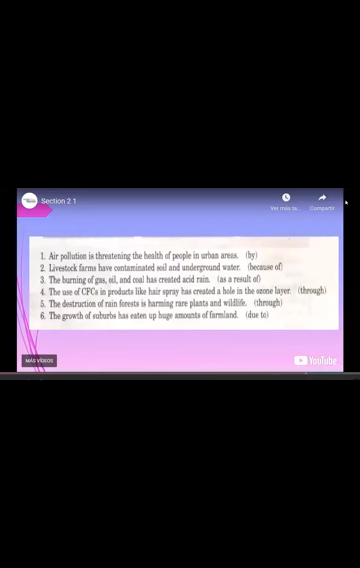 Section 2 1
Ver más ta...
Compartir
1. Air pollution is threatening the health of people in urban areas. (by)
2. Livestock farms have contaminated soil and underground water. (because of)
3. The burning of gas, oil, and coal has created acid rain. (as a result of)
4. The use of CFCs in products like hair spray has created a hole in the ozone layer. (through)
5. The destruction of rain forests is harming rare plants and wildlife. (through)
6. The growth of suburbs has eaten up huge amounts of farmland. (due to)
MÁS VÍDEOS
YouTube